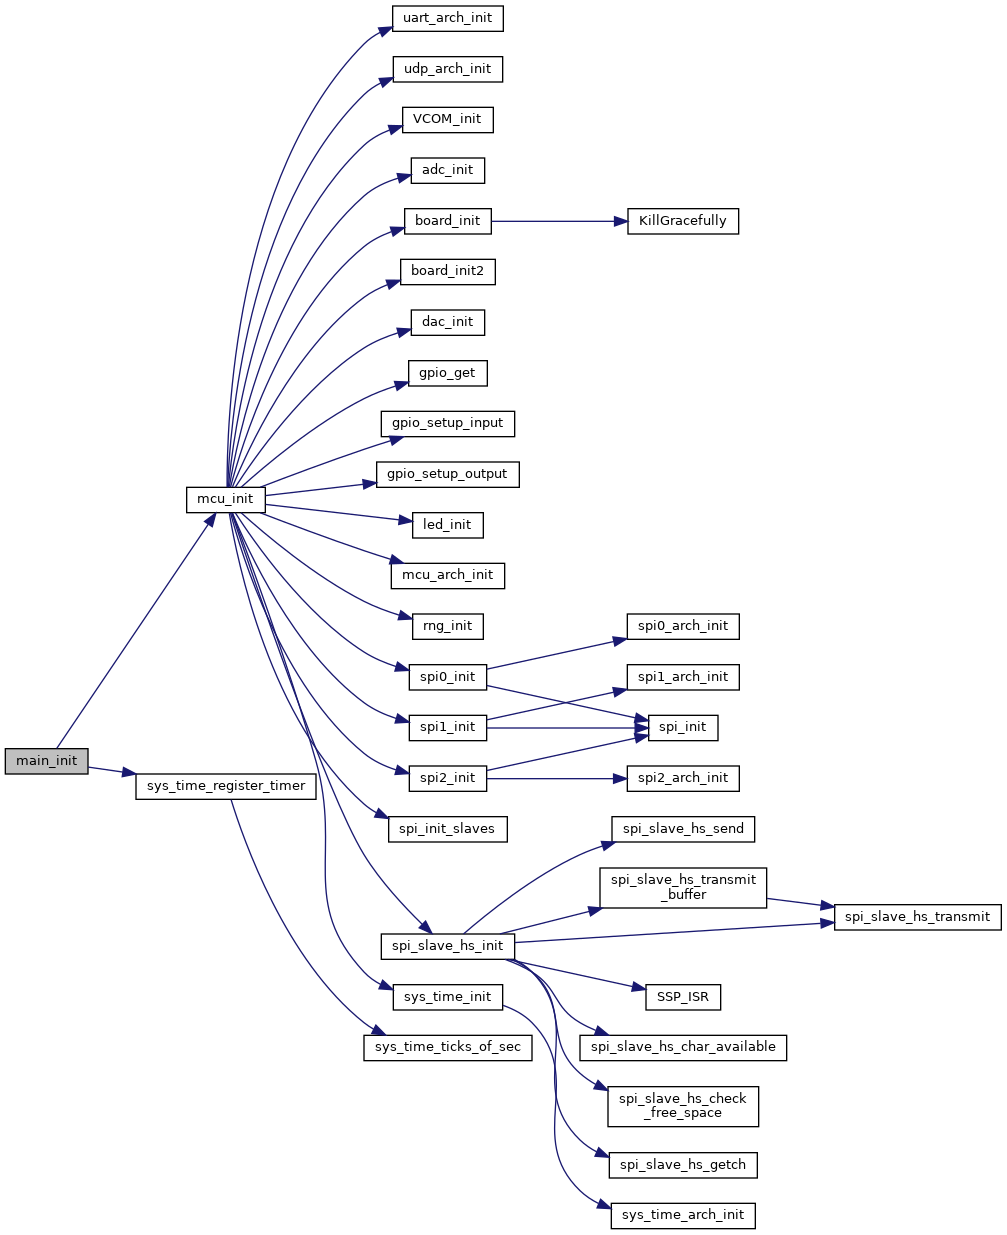 uart_arch_init
udp_arch_init
VCOM_init
adc_init
board_init
KillGracefully
board_init2
dac_init
gpio_get
gpio_setup_input
gpio_setup_output
mcu_init
led_init
mcu_arch_init
rng_init
spi0_arch_init
spi0_init
spi1_arch_init
spi1_init
spi_init
main_init
spi2_init
spi2_arch_init
sys_time_register_timer
spi_init_slaves
spi_slave_hs_send
spi_slave_hs_transmit
_buffer
spi_slave_hs_transmit
spi_slave_hs_init
sys_time_init
SSP_ISR
sys_time_ticks_of_sec
spi_slave_hs_char_available
spi_slave_hs_check
_free_space
spi_slave_hs_getch
sys_time_arch_init